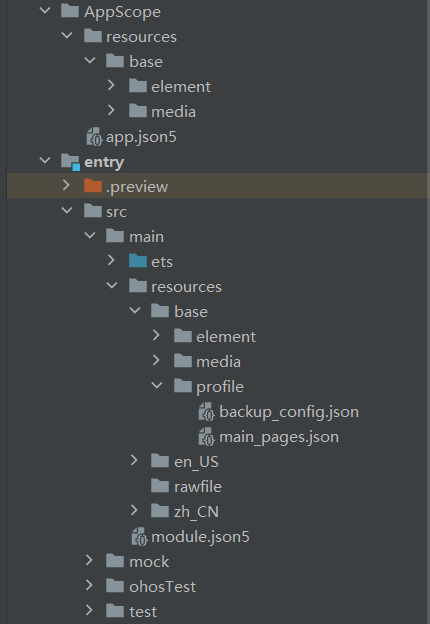 AppScope
resources
base
element
media
app.json5
entry
.preview
src
main
ets
resources
base
element
media
profile
backup_config.json
main_pages.json
en_US
rawfile
zh_CN
module.json5
mock
ohosTest
test